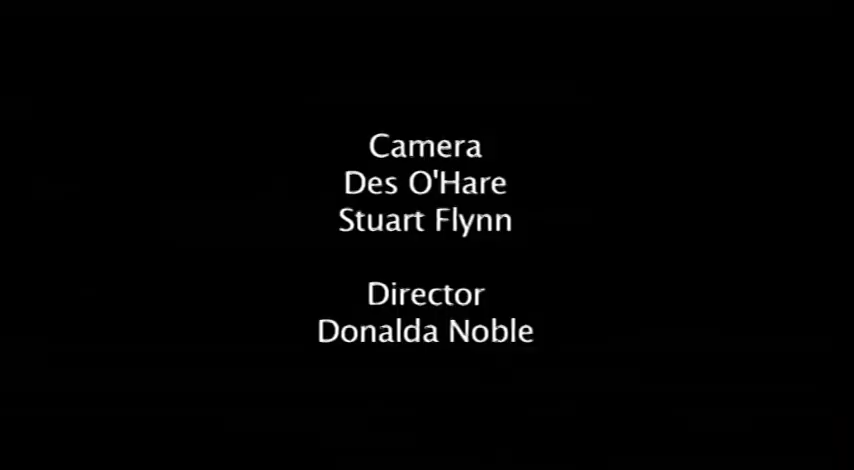 Camera
Des O'Hare
Stuart Flynn
Director
Donalda Noble